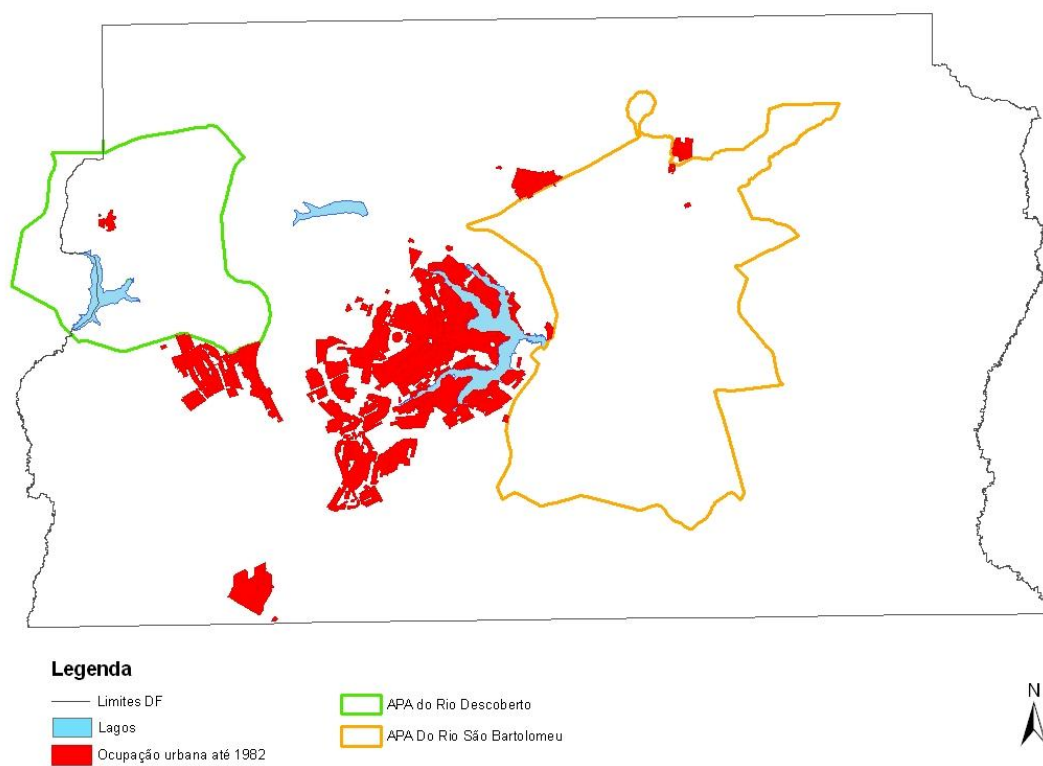 Legenda
Limites DF
Lagos
Ocupação urbana até 1982
APA do Rio Descoberto
APA Do Rio São Bartolomeu
N